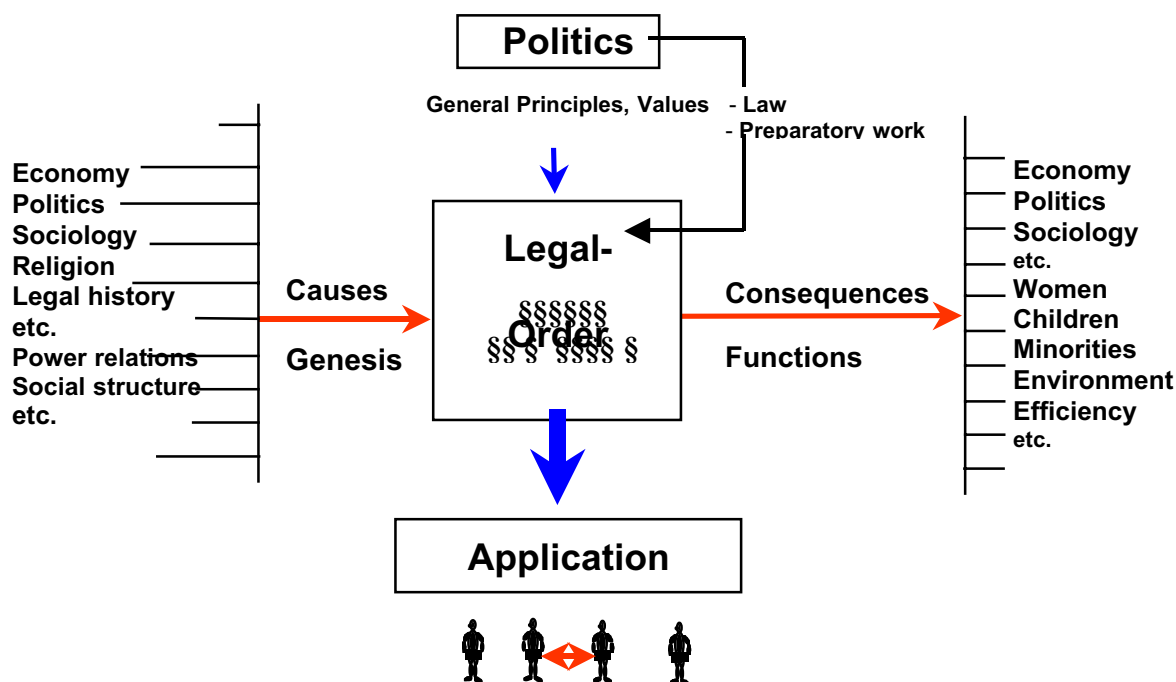 Politics
General Principles, Values - Law
- Preparatory work
Economy
Politics
Sociology
Religion
Legal history
etc.
Power relations
Social structure
etc.
Causes
Genesis
Legal-
§§§§§§
Order
§§ § §§§§ §
Consequences
Functions
Economy
Politics
Sociology
etc.
Women
Children
Minorities
Environment
Efficiency
etc.
Application